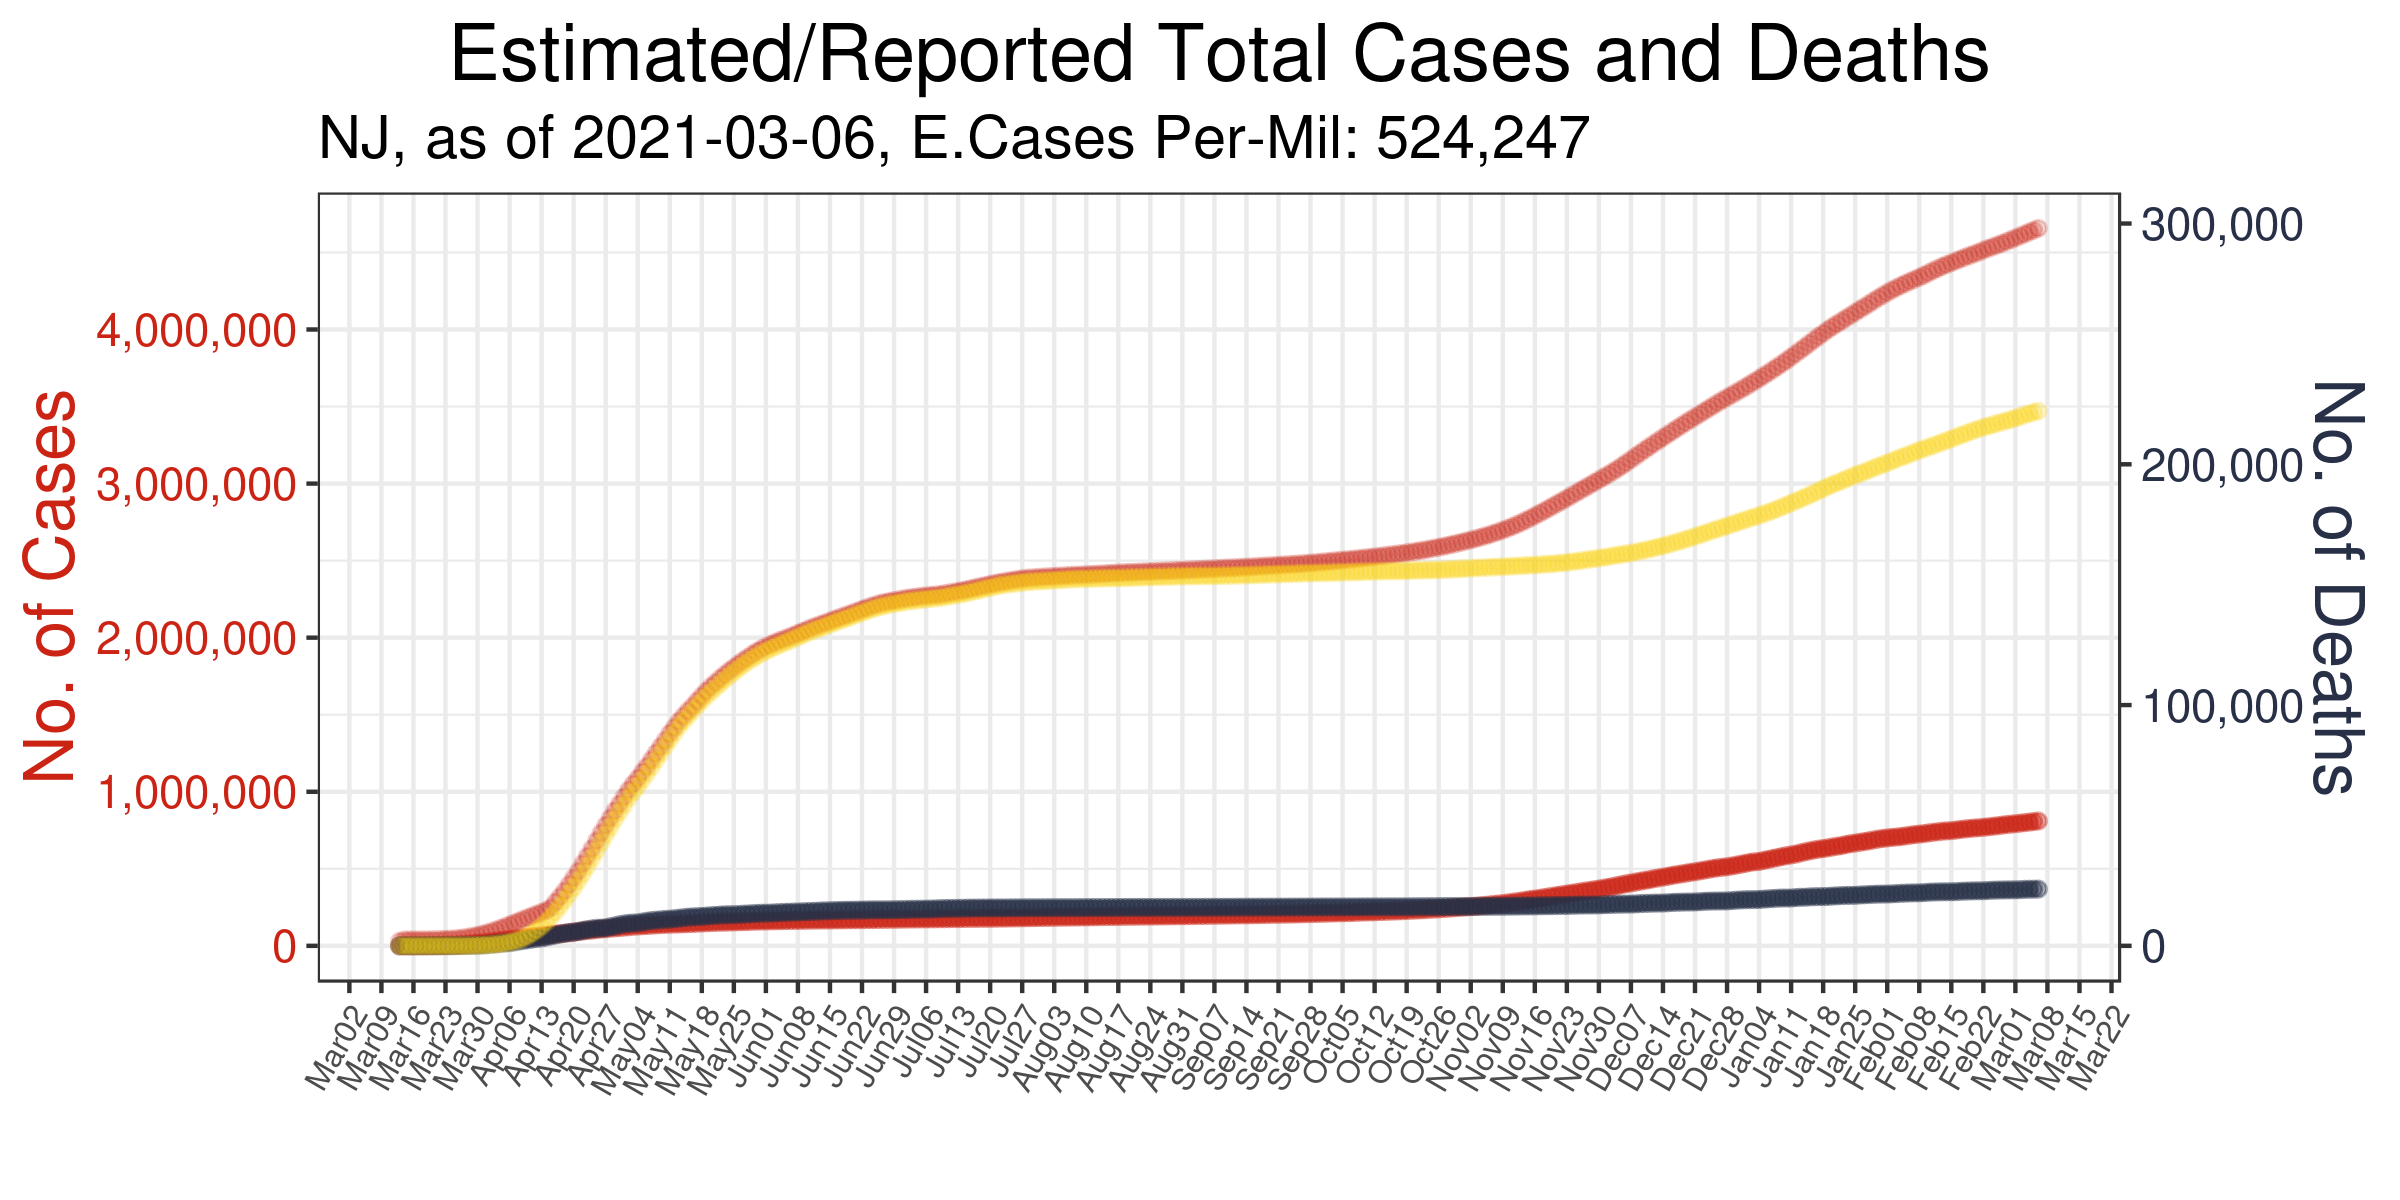 Estimated/Reported Total Cases and Deaths
NJ, as of 2021-03-06, E.Cases Per-Mil: 524,247
No. of Cases
4,000,000
3,000,000
2,000,000
1,000,000
0
300,000
200,000
100,000
0
No. of Deaths
Mar02
Mar09
Mar16
Mar23
Mar30
Apr06
Apr13
Apr20
Apr27
May04
May11
May18
May25
Jun01
Jun08
Jun15
Jun22
Jun29
Jul06
Jul13
Jul20
Jul27
Aug03
Aug10
Aug17
Aug24
Aug31
Sep07
Sep14
Sep21
Sep28
Oct05
Oct12
Oct19
Oct26
Nov02
Nov09
Nov16
Nov23
Nov30
Dec07
Dec14
Dec21
Dec28
Jan04
Jan11
Jan18
Jan25
Feb01
Feb08
Feb15
Feb22
Mar01
Mar08
Mar15
Mar22